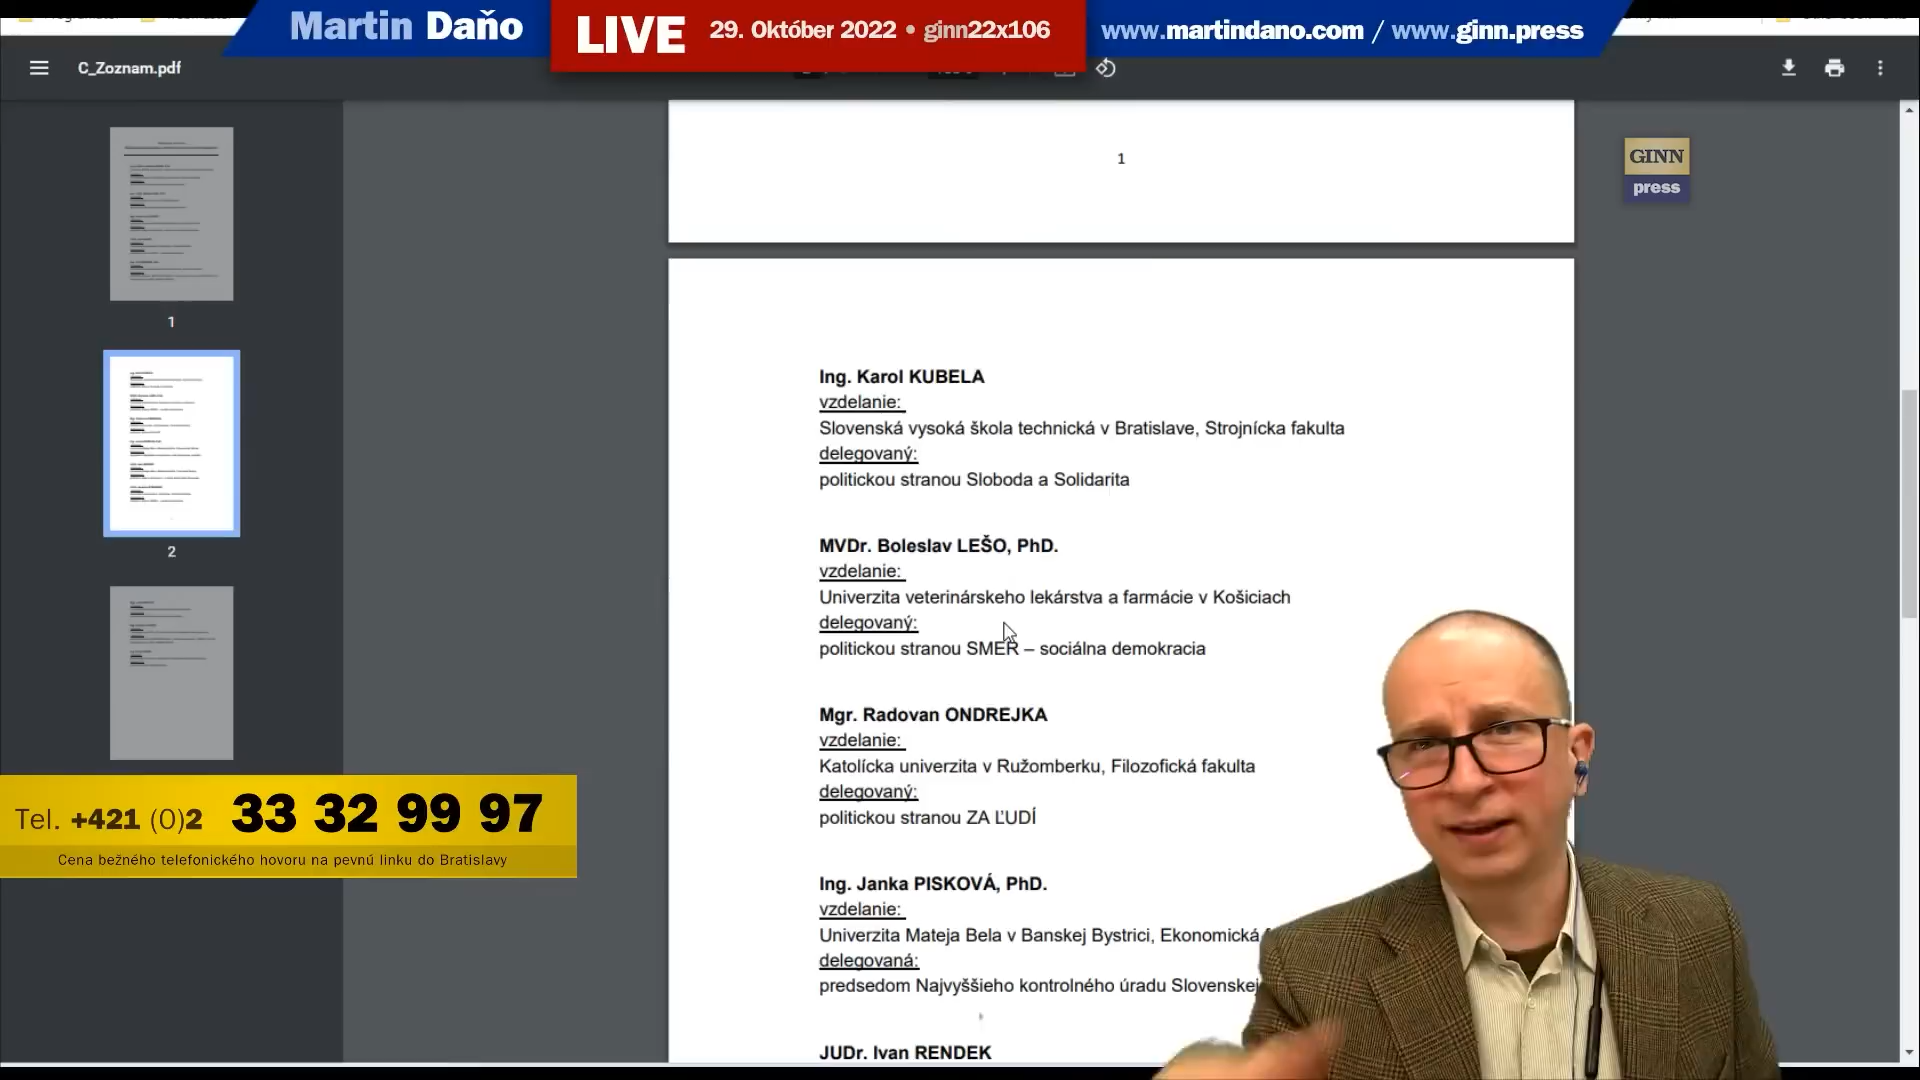 Martin Daňo
LIVE
29. Október 2022 • ginn22x106
www.martindano.com / www.ginn.press
C_Zoznam.pdf
1
GINN
press
1
2
Ing. Karol KUBELA
vzdelanie:
Slovenská vysoká škola technická v Bratislave, Strojnícka fakulta
delegovaný:
politickou stranou Sloboda a Solidarita
MVDr. Boleslav LEŠO, PhD.
vzdelanie:
Univerzita veterinárskeho lekárstva a farmácie v Košiciach
delegovaný:
politickou stranou SMER – sociálna demokracia
Mgr. Radovan ONDREJKA
vzdelanie:
Katolícka univerzita v Ružomberku, Filozofická fakulta
delegovaný:
politickou stranou ZA ĽUDÍ
Ing. Janka PISKOVÁ, PhD.
vzdelanie:
Univerzita Mateja Bela v Banskej Bystrici, Ekonomická
delegovaná:
predsedom Najvyššieho kontrolného úradu Slovenskej
JUDr. Ivan RENDEK
Tel. +421 (0)2 33 32 99 97
Cena bežného telefonického hovoru na pevnú linku do Bratislavy